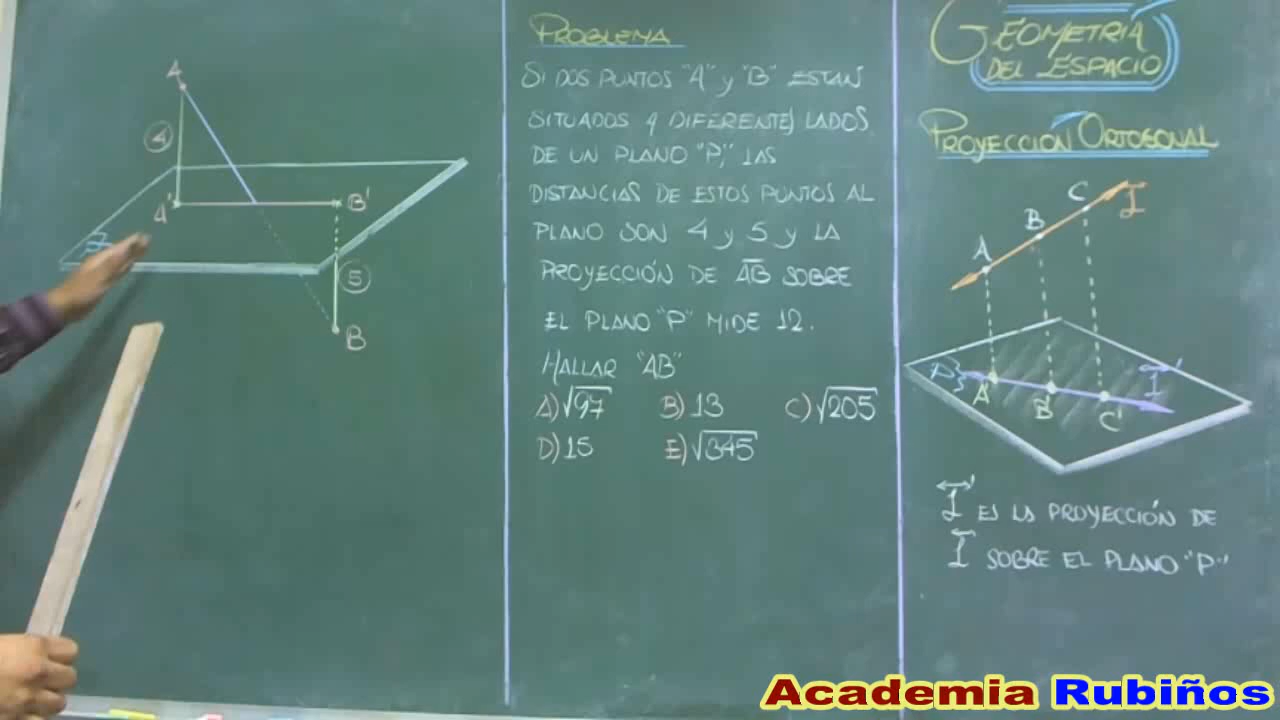 A
④
A'
B'
P
⑤
B
PROBLEMA
SI DOS PUNTOS "A" y "B" ESTÁN
SITUADOS A DIFERENTES LADOS
DE UN PLANO "P", LAS
DISTANCIAS DE ESTOS PUNTOS AL
PLANO SON 4 y 5 y LA
PROYECCIÓN DE AB SOBRE
EL PLANO "P" MIDE 12.
HALLAR "AB"
A) √97 B) 13 C) √205
D) 15 E) √345
GEOMETRÍA
DEL ESPACIO
PROYECCIÓN ORTOGONAL
C
L
B
A
P
L'
A'
B'
C'
L' ES LA PROYECCIÓN DE
L SOBRE EL PLANO "P"
Academia Rubiños